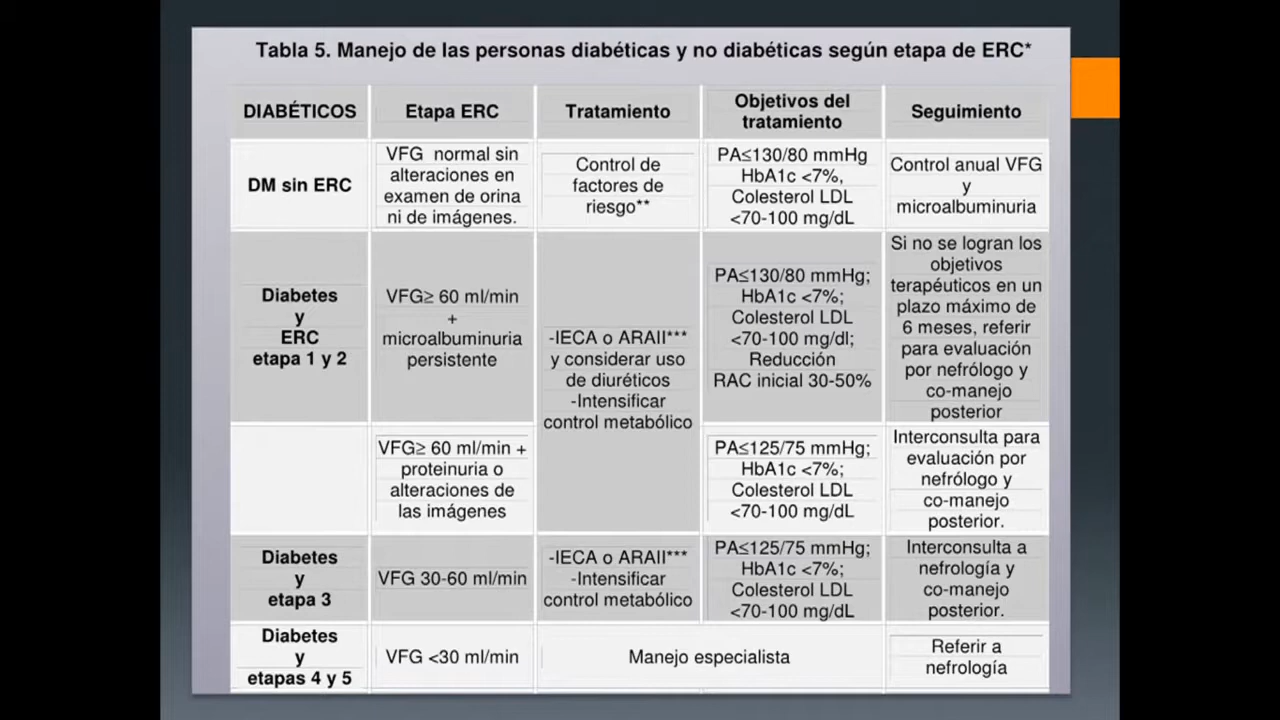 Tabla 5. Manejo de las personas diabéticas y no diabéticas según etapa de ERC*
DIABÉTICOS
Etapa ERC
Tratamiento
Objetivos del
tratamiento
Seguimiento
DM sin ERC
VFG normal sin
alteraciones en
examen de orina
ni de imágenes.
Control de
factores de
riesgo**
PA≤130/80 mmHg
HbA1c <7%,
Colesterol LDL
<70-100 mg/dL
Control anual VFG
y
microalbuminuria
Diabetes
y
ERC
etapa 1 y 2
VFG≥ 60 ml/min
+
microalbuminuria
persistente
-IECA o ARAII***
y considerar uso
de diuréticos
-Intensificar
control metabólico
PA≤130/80 mmHg;
HbA1c <7%;
Colesterol LDL
<70-100 mg/dl;
Reducción
RAC inicial 30-50%
Si no se logran los
objetivos
terapéuticos en un
plazo máximo de
6 meses, referir
para evaluación
por nefrólogo y
co-manejo
posterior
VFG≥ 60 ml/min +
proteinuria o
alteraciones de
las imágenes
PA≤125/75 mmHg;
HbA1c <7%;
Colesterol LDL
<70-100 mg/dL
Interconsulta para
evaluación por
nefrólogo y
co-manejo
posterior.
Diabetes
y
etapa 3
VFG 30-60 ml/min
-IECA o ARAII***
-Intensificar
control metabólico
PA≤125/75 mmHg;
HbA1c <7%;
Colesterol LDL
<70-100 mg/dL
Interconsulta a
nefrología y
co-manejo
posterior.
Diabetes
y
etapas 4 y 5
VFG <30 ml/min
Manejo especialista
Referir a
nefrología